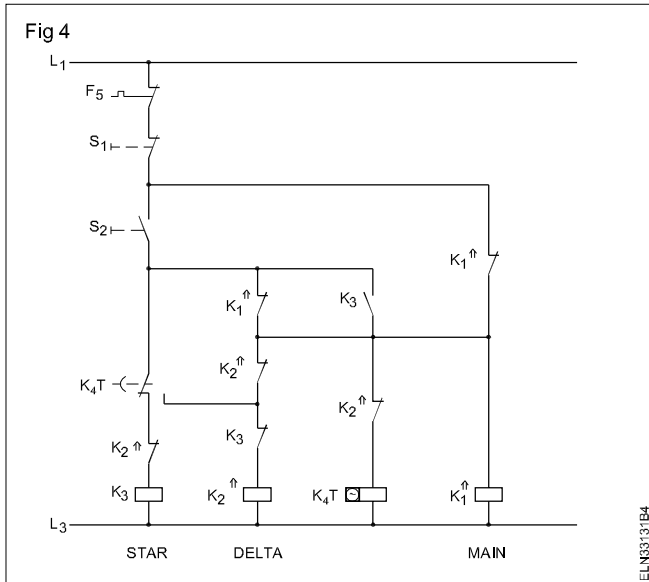 Fig 4
L1
F5
S1
S2
K1⇑
K1⇑
K3
K2⇑
K4T
K2⇑
K2⇑
K3
K3
K2⇑
K4T
K1⇑
L3
STAR
DELTA
MAIN
ELN33131B4